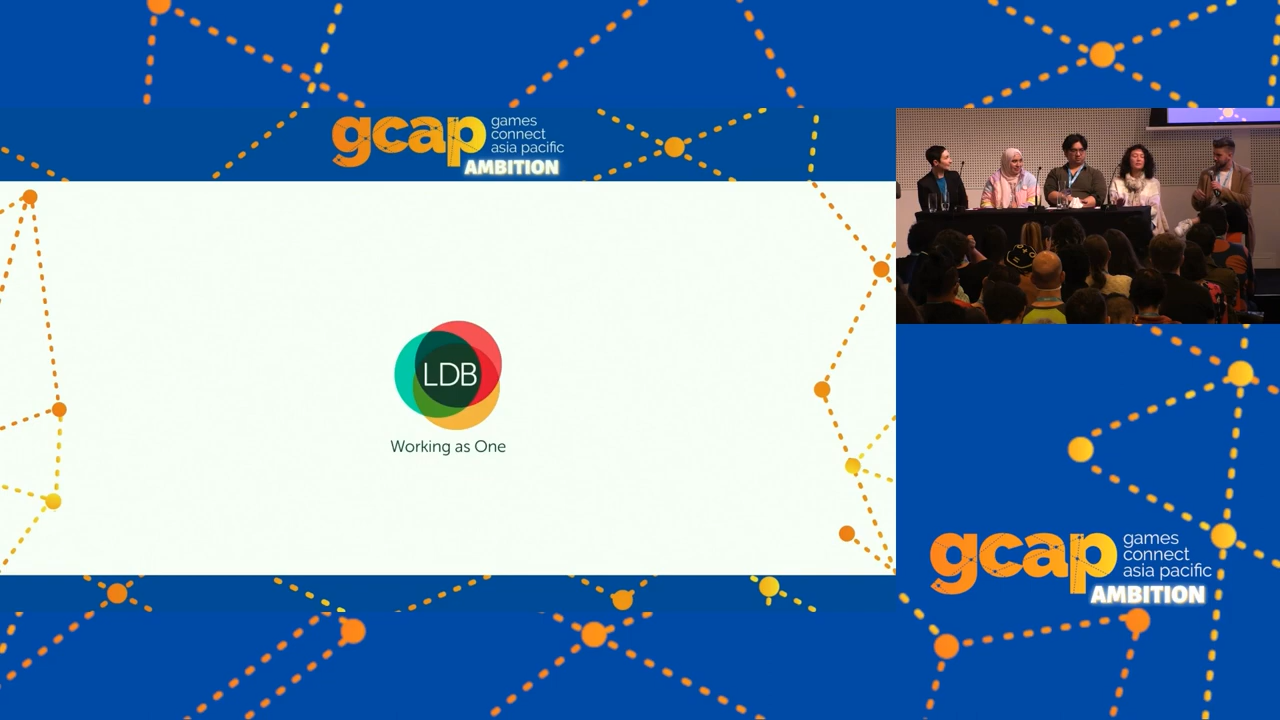 gcap
games
connect
asia pacific
AMBITION
LDB
Working as One
gcap
games
connect
asia pacific
AMBITION